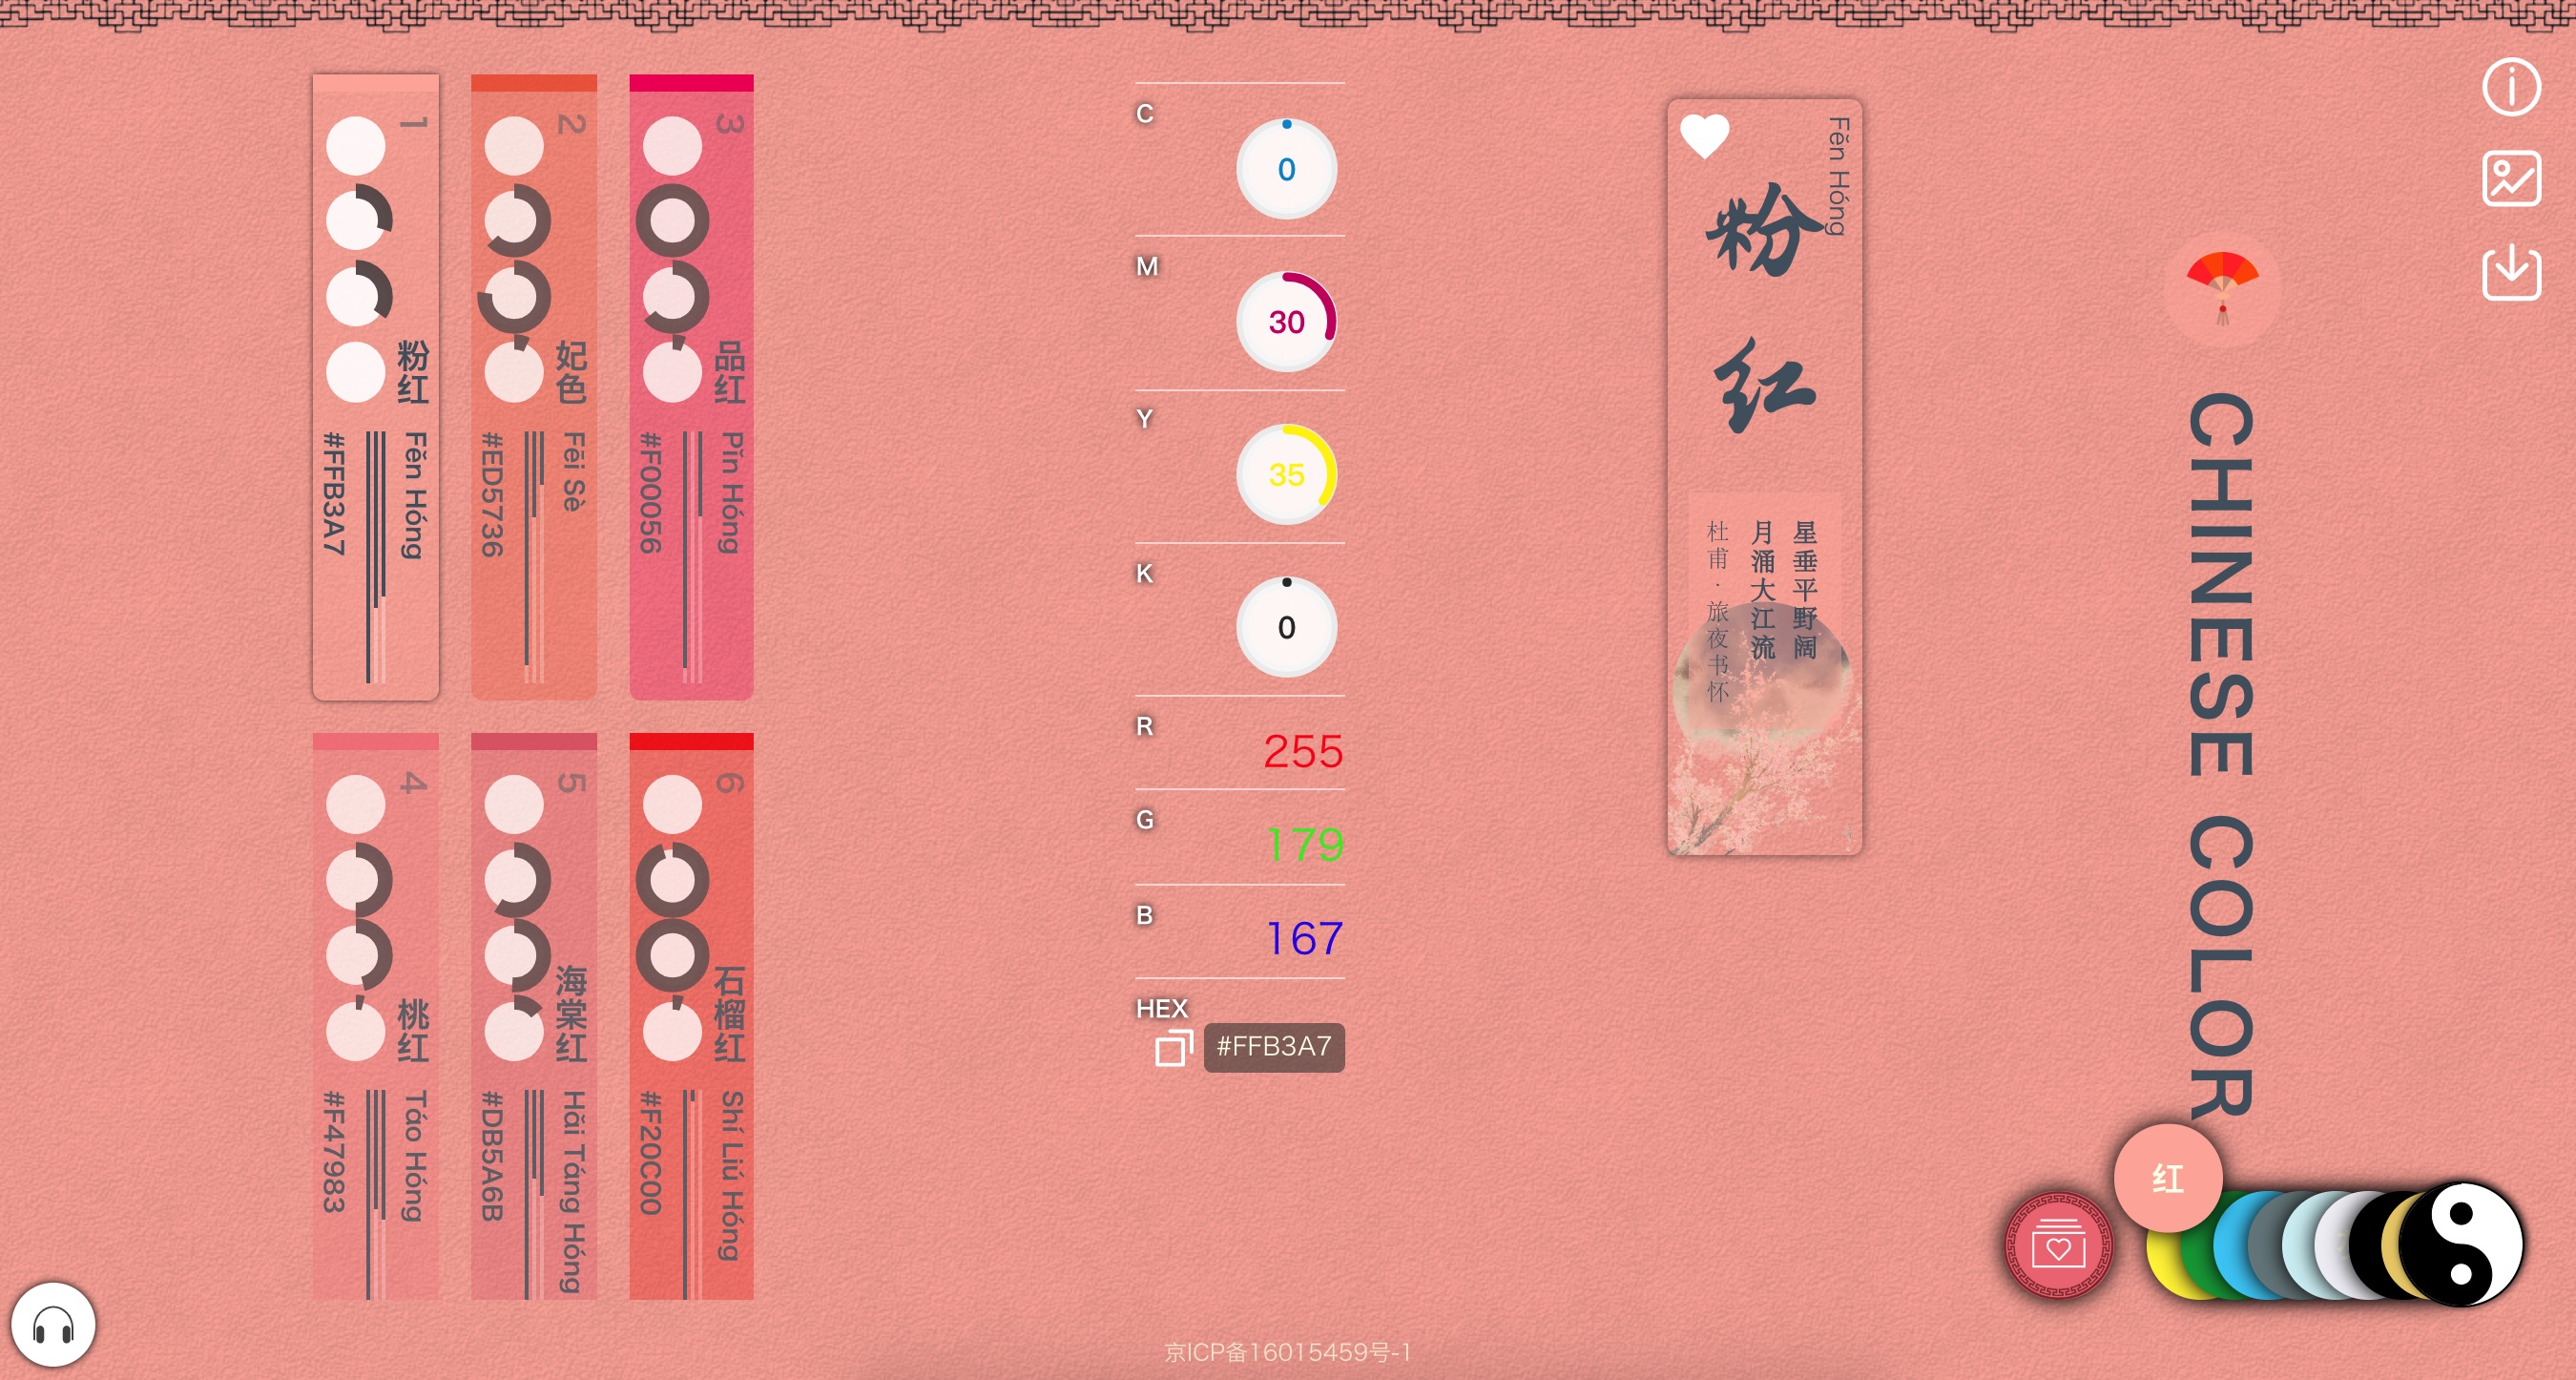 1
粉红
Fěn Hóng
#FFB3A7
2
妃色
Fēi Sè
#ED5736
3
品红
Pǐn Hóng
#F00056
4
桃红
Táo Hóng
#F47983
5
海棠红
Hǎi Táng Hóng
#DB5A6B
6
石榴红
Shí Liú Hóng
#F20C00
C
0
M
30
Y
35
K
0
R
255
G
179
B
167
HEX
#FFB3A7
Fěn Hóng
粉红
星垂平野阔
月涌大江流
杜甫·旅夜书怀
CHINESE COLOR
红
京ICP备16015459号-1